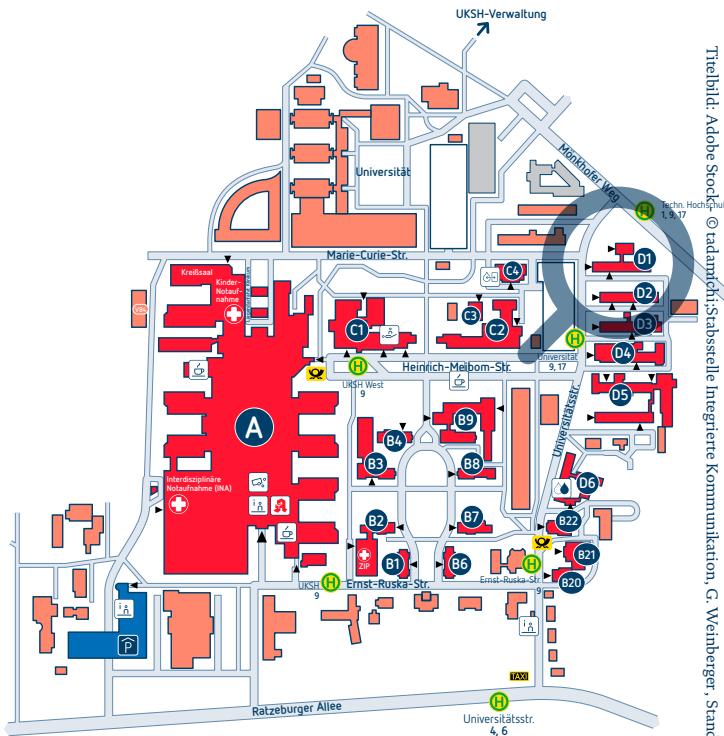 UKSH-Verwaltung
Titelbild: Adobe Stock - © tadamichi;Stabsstelle Integrierte Kommunikation, G. Weinberger, Stand
Mönkhofer Weg
H
Techn. Hochschule
1, 9, 17
Universität
Marie-Curie-Str.
Kreißsaal
Kinder-
Notauf-
nahme
C4
D1
D2
D3
D4
D5
D6
C1
C3
C2
H
Universität
9, 17
H
UKSH West
9
Heinrich-Meibom-Str.
Universitätsstr.
A
B9
B4
B3
B8
Interdisziplinäre
Notaufnahme (INA)
B2
B7
B22
B21
B20
ZIP
B1
B6
H
UKSH
9
Ernst-Ruska-Str.
H
Ernst-Ruska-Str.
9
P
TAXI
Ratzeburger Allee
H
Universitätsstr.
4, 6